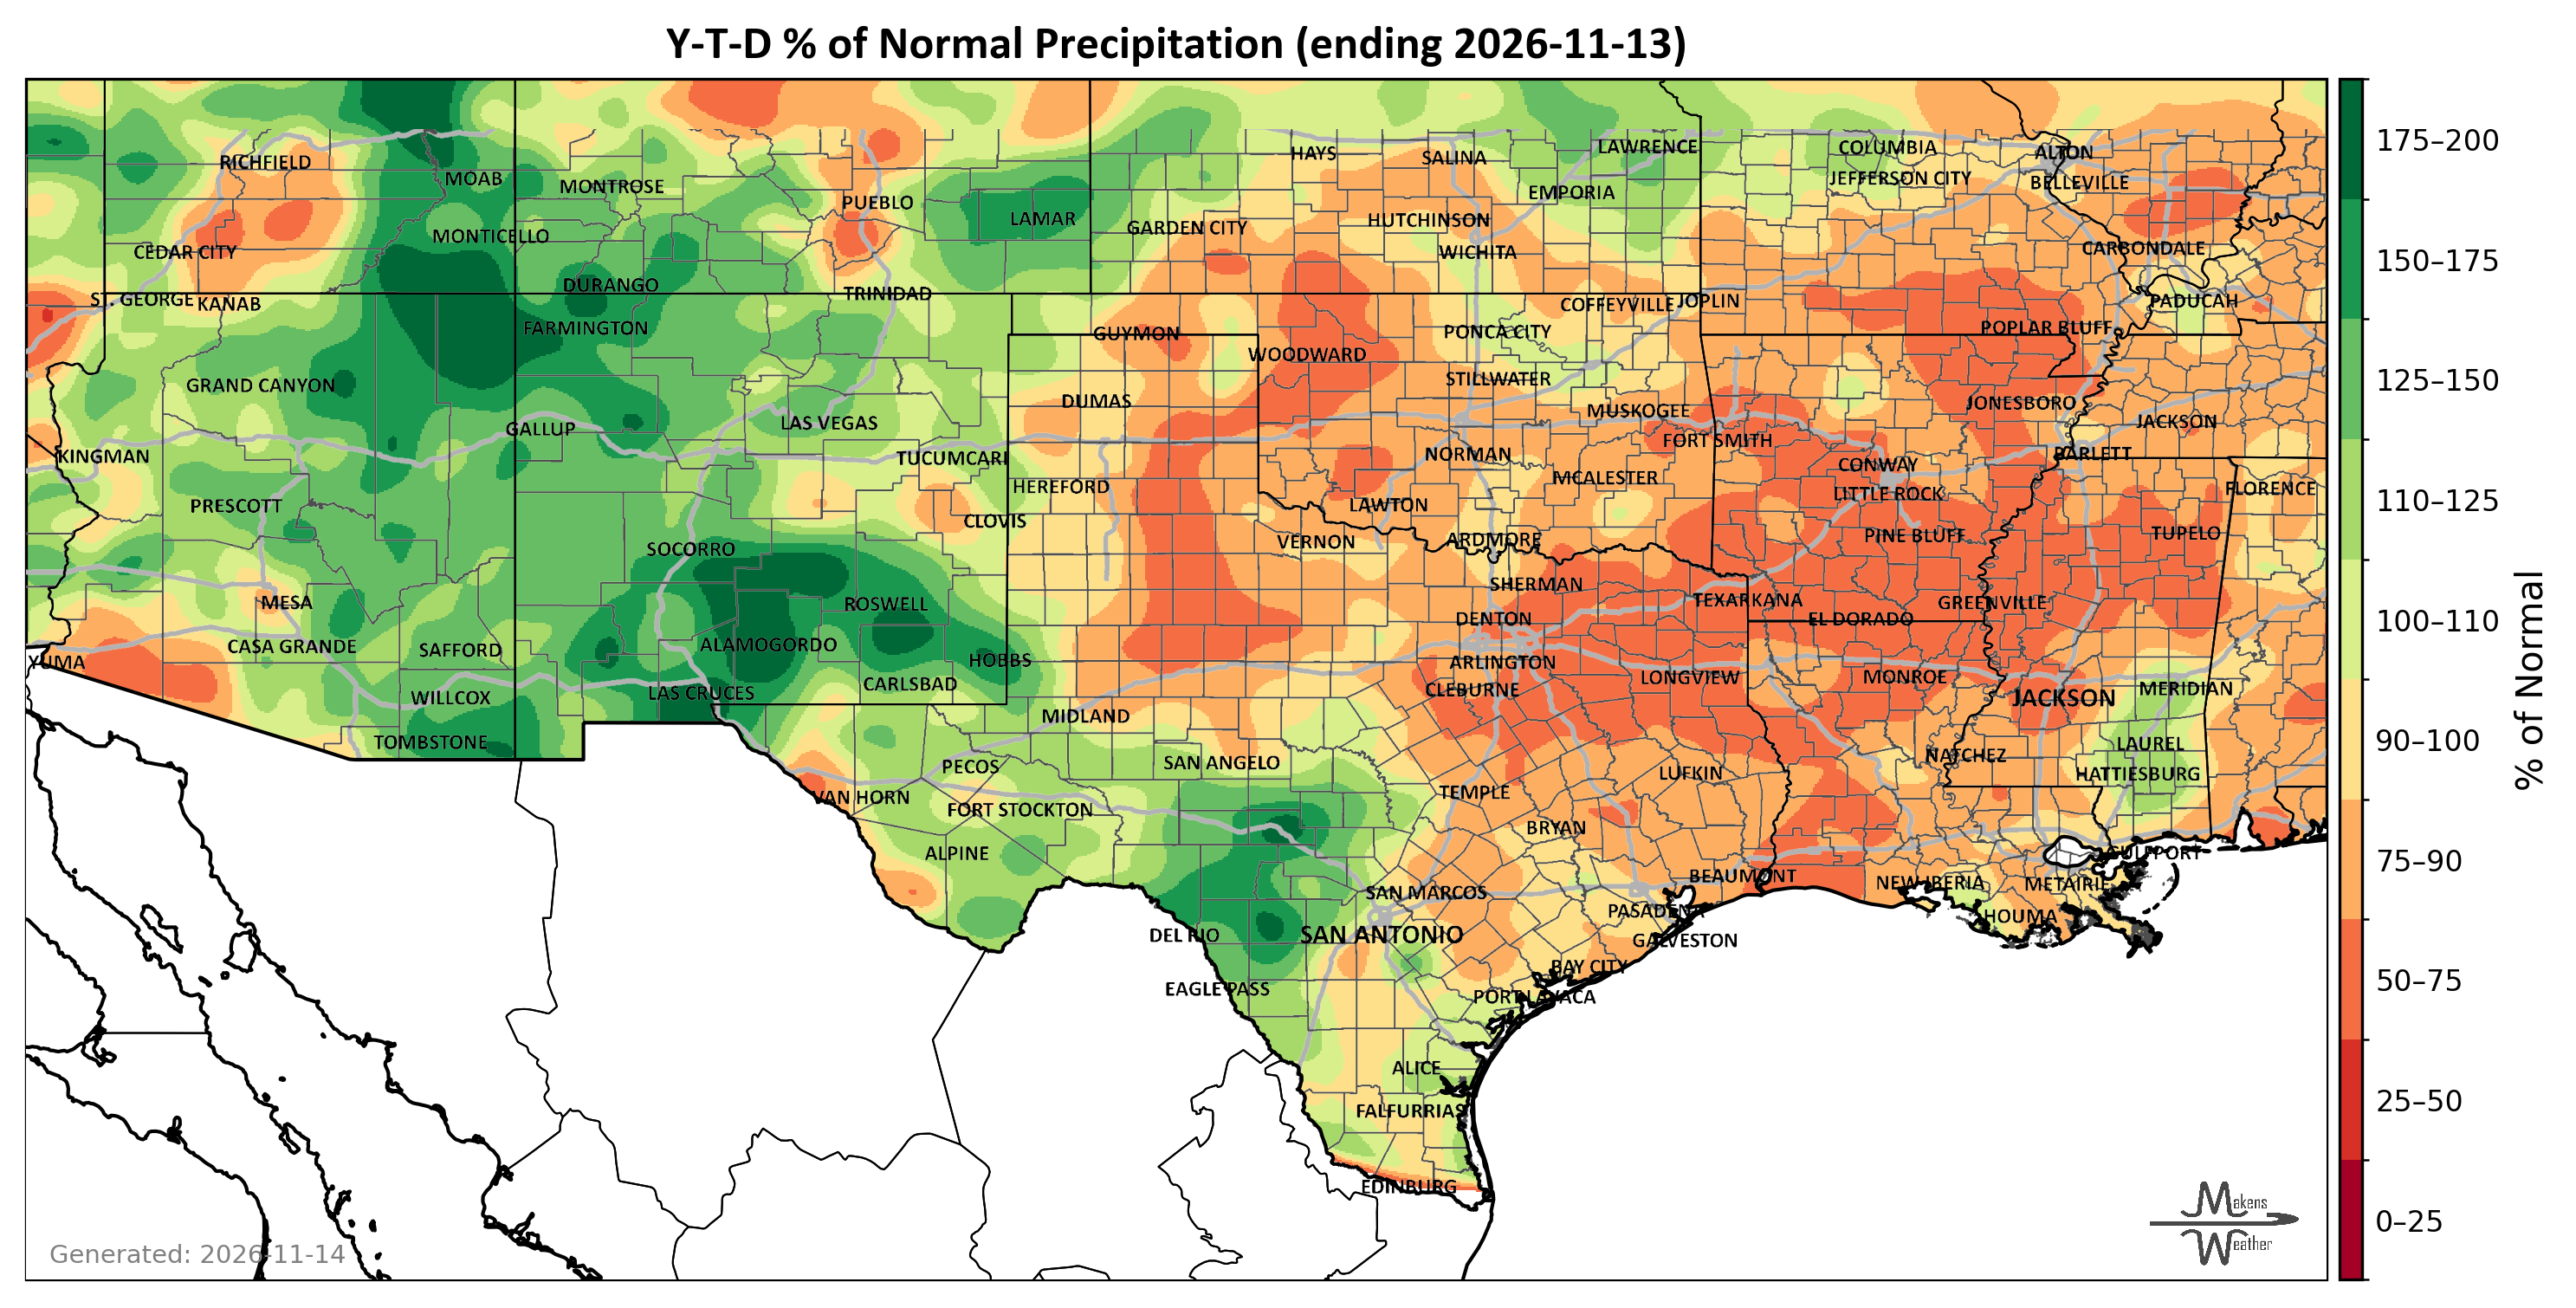 Y-T-D % of Normal Precipitation (ending 2026-11-13)
RICHFIELD
MOAB
MONTROSE
PUEBLO
LAMAR
HAYS
SALINA
LAWRENCE
EMPORIA
COLUMBIA
JEFFERSON CITY
ALTON
BELLEVILLE
CEDAR CITY
MONTICELLO
GARDEN CITY
HUTCHINSON
WICHITA
CARBONDALE
ST. GEORGE
KANAB
DURANGO
TRINIDAD
COFFEYVILLE
JOPLIN
PADUCAH
FARMINGTON
GUYMON
WOODWARD
PONCA CITY
POPLAR BLUFF
GRAND CANYON
DUMAS
STILLWATER
MUSKOGEE
JONESBORO
JACKSON
GALLUP
LAS VEGAS
FORT SMITH
KINGMAN
TUCUMCARI
NORMAN
CONWAY
BARLETT
PRESCOTT
HEREFORD
CLOVIS
LAWTON
MCALESTER
LITTLE ROCK
FLORENCE
SOCORRO
VERNON
ARDMORE
PINE BLUFF
TUPELO
MESA
ROSWELL
SHERMAN
TEXARKANA
GREENVILLE
CASA GRANDE
SAFFORD
ALAMOGORDO
DENTON
EL DORADO
YUMA
HOBBS
ARLINGTON
WILLCOX
LAS CRUCES
CARLSBAD
CLEBURNE
LONGVIEW
MONROE
JACKSON
MERIDIAN
TOMBSTONE
MIDLAND
PECOS
SAN ANGELO
NATCHEZ
LAUREL
VAN HORN
FORT STOCKTON
TEMPLE
LUFKIN
HATTIESBURG
ALPINE
BRYAN
GULFPORT
SAN MARCOS
BEAUMONT
NEW IBERIA
METAIRIE
DEL RIO
SAN ANTONIO
PASADENA
GALVESTON
HOUMA
EAGLE PASS
BAY CITY
PORT LAVACA
ALICE
FALFURRIAS
EDINBURG
175–200
150–175
125–150
110–125
100–110
90–100
75–90
50–75
25–50
0–25
% of Normal
Generated: 2026-11-14
Makens
Weather